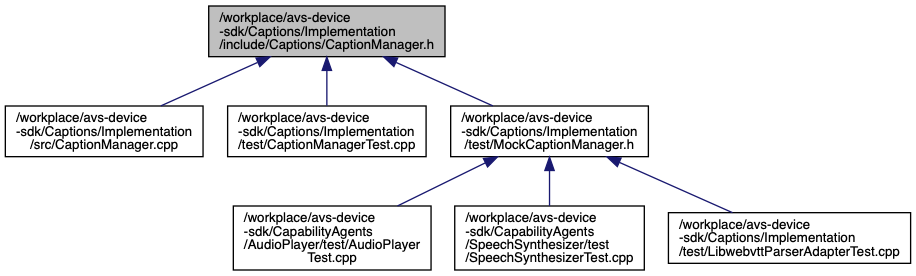 /workplace/avs-device
-sdk/Captions/Implementation
/include/Captions/CaptionManager.h
/workplace/avs-device
-sdk/Captions/Implementation
/src/CaptionManager.cpp
/workplace/avs-device
-sdk/Captions/Implementation
/test/CaptionManagerTest.cpp
/workplace/avs-device
-sdk/Captions/Implementation
/test/MockCaptionManager.h
/workplace/avs-device
-sdk/CapabilityAgents
/AudioPlayer/test/AudioPlayer
Test.cpp
/workplace/avs-device
-sdk/CapabilityAgents
/SpeechSynthesizer/test
/SpeechSynthesizerTest.cpp
/workplace/avs-device
-sdk/Captions/Implementation
/test/LibwebvttParserAdapterTest.cpp